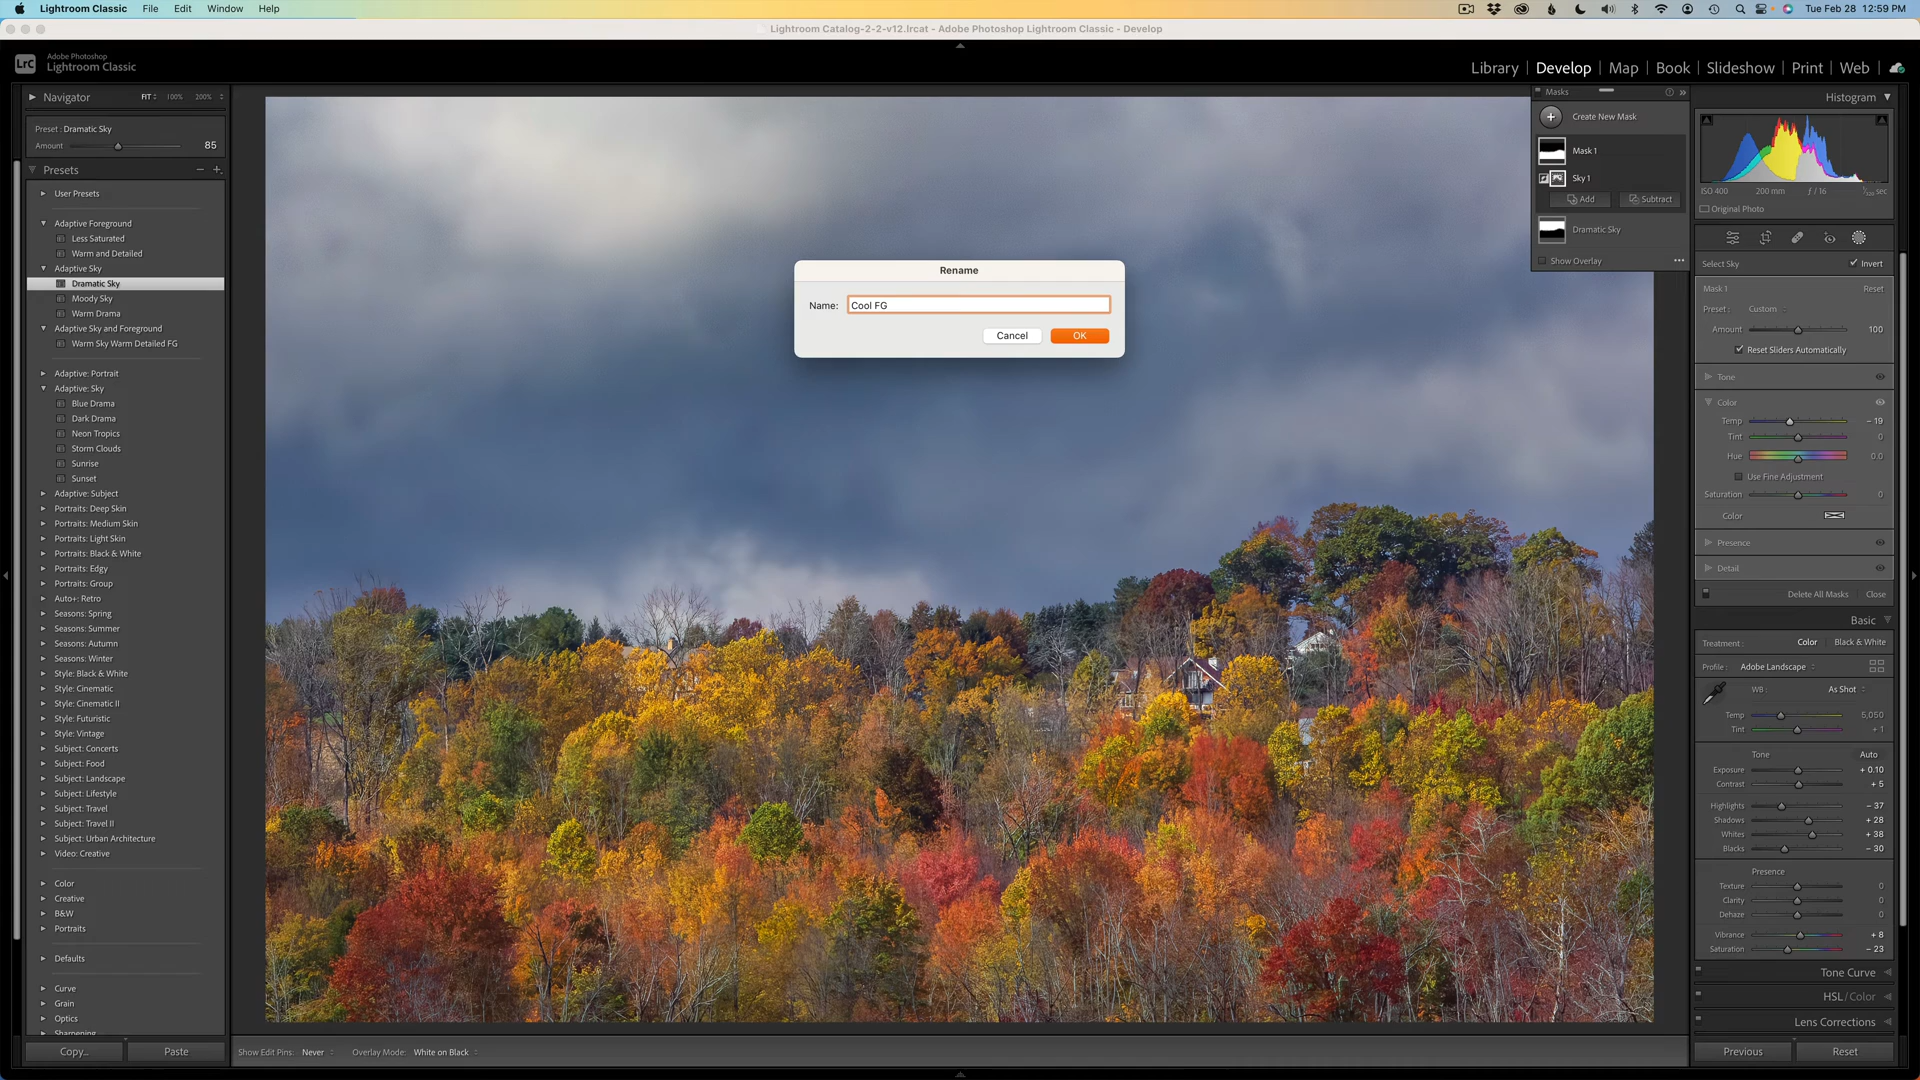 Lightroom Classic File Edit Window Help
Tue Feb 28 12:59 PM
Lightroom Catalog-2-2-v12.lrcat - Adobe Photoshop Lightroom Classic - Develop
LrC
Adobe Photoshop
Lightroom Classic
Library | Develop | Map | Book | Slideshow | Print | Web
Navigator FIT 100% 200%
Preset : Dramatic Sky
Amount 85
Presets
User Presets
Adaptive Foreground
Less Saturated
Warm and Detailed
Adaptive Sky
Dramatic Sky
Moody Sky
Warm Drama
Adaptive Sky and Foreground
Warm Sky Warm Detailed FG
Adaptive: Portrait
Adaptive: Sky
Blue Drama
Dark Drama
Neon Tropics
Storm Clouds
Sunrise
Sunset
Adaptive: Subject
Portraits: Deep Skin
Portraits: Medium Skin
Portraits: Light Skin
Portraits: Black & White
Portraits: Edgy
Portraits: Group
Auto+: Retro
Seasons: Spring
Seasons: Summer
Seasons: Autumn
Seasons: Winter
Style: Black & White
Style: Cinematic
Style: Cinematic II
Style: Futuristic
Style: Vintage
Subject: Concerts
Subject: Food
Subject: Landscape
Subject: Lifestyle
Subject: Travel
Subject: Travel II
Subject: Urban Architecture
Video: Creative
Color
Creative
B&W
Portraits
Defaults
Curve
Grain
Optics
Sharpening
Copy... Paste
Rename
Name: Cool FG
Cancel OK
Show Edit Pins: Never Overlay Mode: White on Black
Masks
Create New Mask
Mask 1
Sky 1
Add Subtract
Dramatic Sky
Show Overlay
Histogram
ISO 400 200 mm ƒ / 16 sec
Original Photo
Select Sky Invert
Mask 1 Reset
Preset : Custom
Amount 100
Reset Sliders Automatically
Tone
Color
Temp – 19
Tint 0
Hue 0.0
Use Fine Adjustment
Saturation 0
Color
Presence
Detail
Delete All Masks Close
Basic
Treatment : Color Black & White
Profile : Adobe Landscape
WB : As Shot
Temp 5,050
Tint + 1
Tone Auto
Exposure + 0.10
Contrast + 5
Highlights – 37
Shadows + 28
Whites + 38
Blacks – 30
Presence
Texture 0
Clarity 0
Dehaze 0
Vibrance + 8
Saturation – 23
Tone Curve
HSL / Color
Lens Corrections
Previous Reset